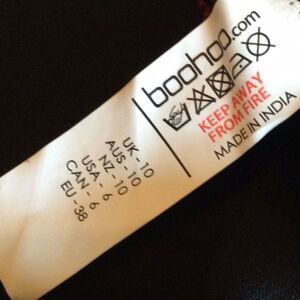 boohoo.com
KEEP AWAY
FROM FIRE
MADE IN INDIA
UK - 10
AUS - 10
NZ - 10
USA - 6
CAN - 6
EU - 38